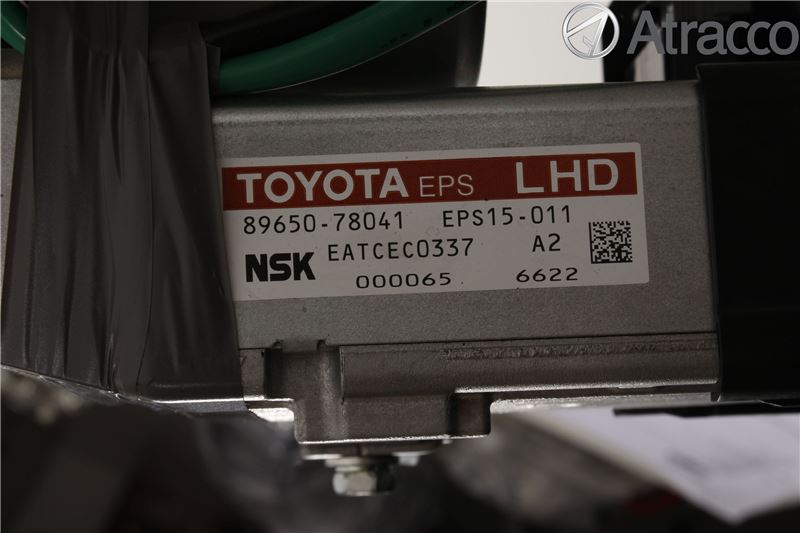 Atracco
TOYOTA EPS LHD
89650-78041 EPS15-011
NSK EATCEC0337 A2
000065 6622